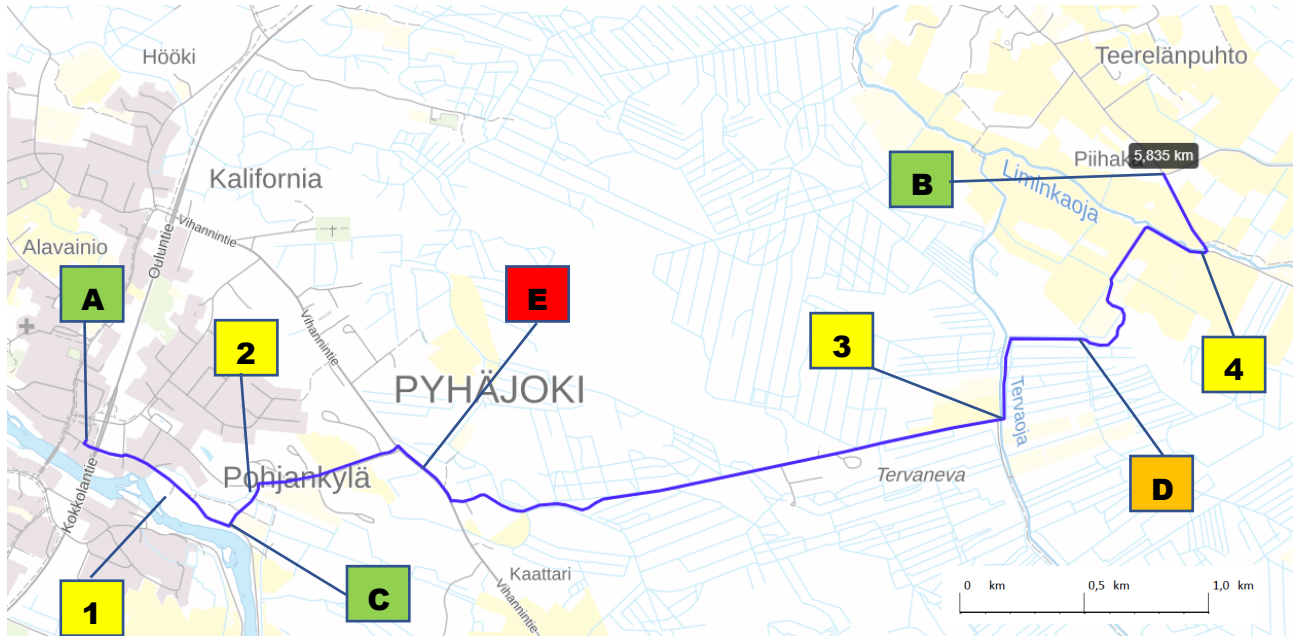 Hööki
Teerelänpuhto
5,835 km
Piihaka
B
Liminkaoja
Kalifornia
Vihannintie
Ouluntie
Alavainio
A
E
Vihannintie
2
3
4
PYHÄJOKI
Tervaoja
Pohjankylä
Tervaneva
D
Kokkolantie
Kaattari
C
1
Vihannintie
0 km 0,5 km 1,0 km